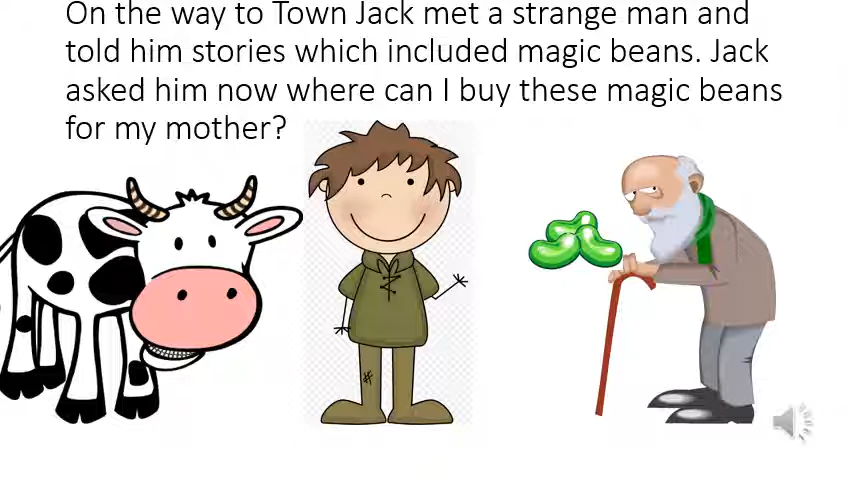 On the way to Town Jack met a strange man and
told him stories which included magic beans. Jack
asked him now where can I buy these magic beans
for my mother?